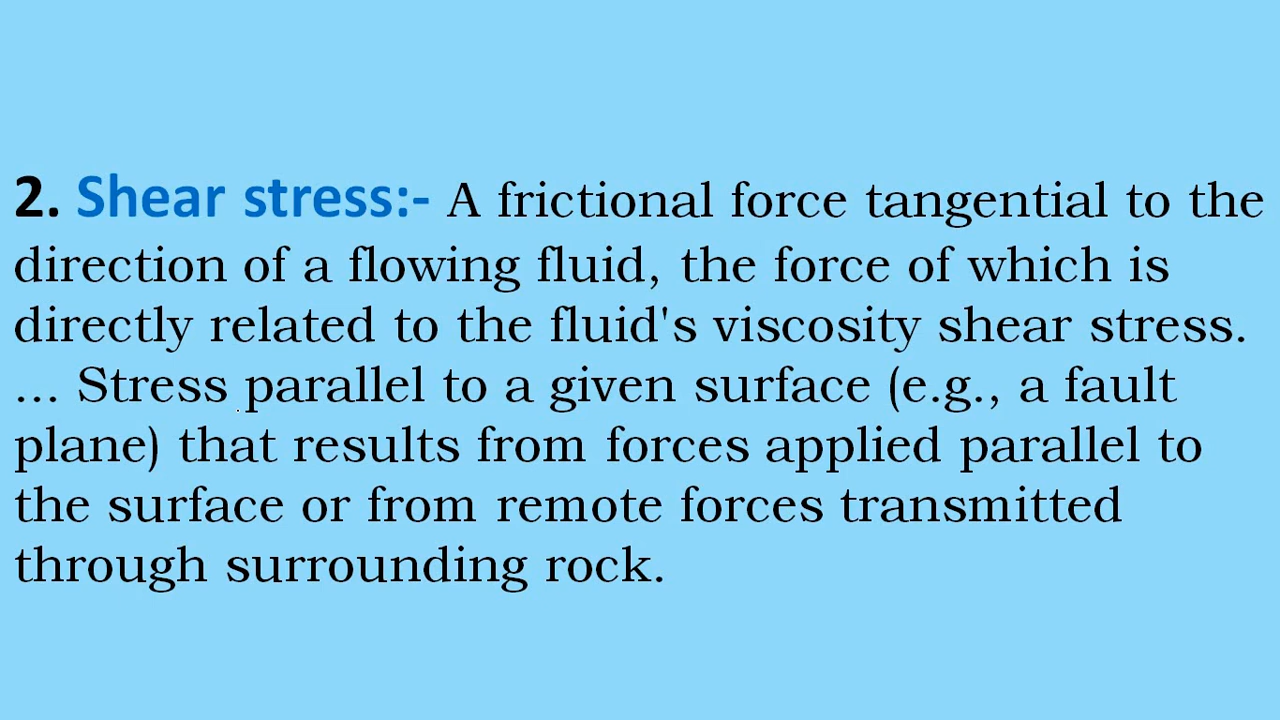 2. Shear stress:- A frictional force tangential to the
direction of a flowing fluid, the force of which is
directly related to the fluid's viscosity shear stress.
... Stress parallel to a given surface (e.g., a fault
plane) that results from forces applied parallel to
the surface or from remote forces transmitted
through surrounding rock.